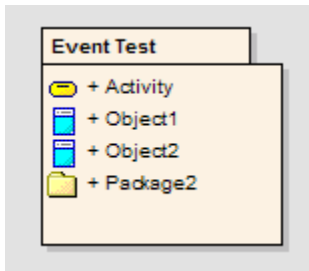 Event Test
+ Activity
+ Object1
+ Object2
+ Package2